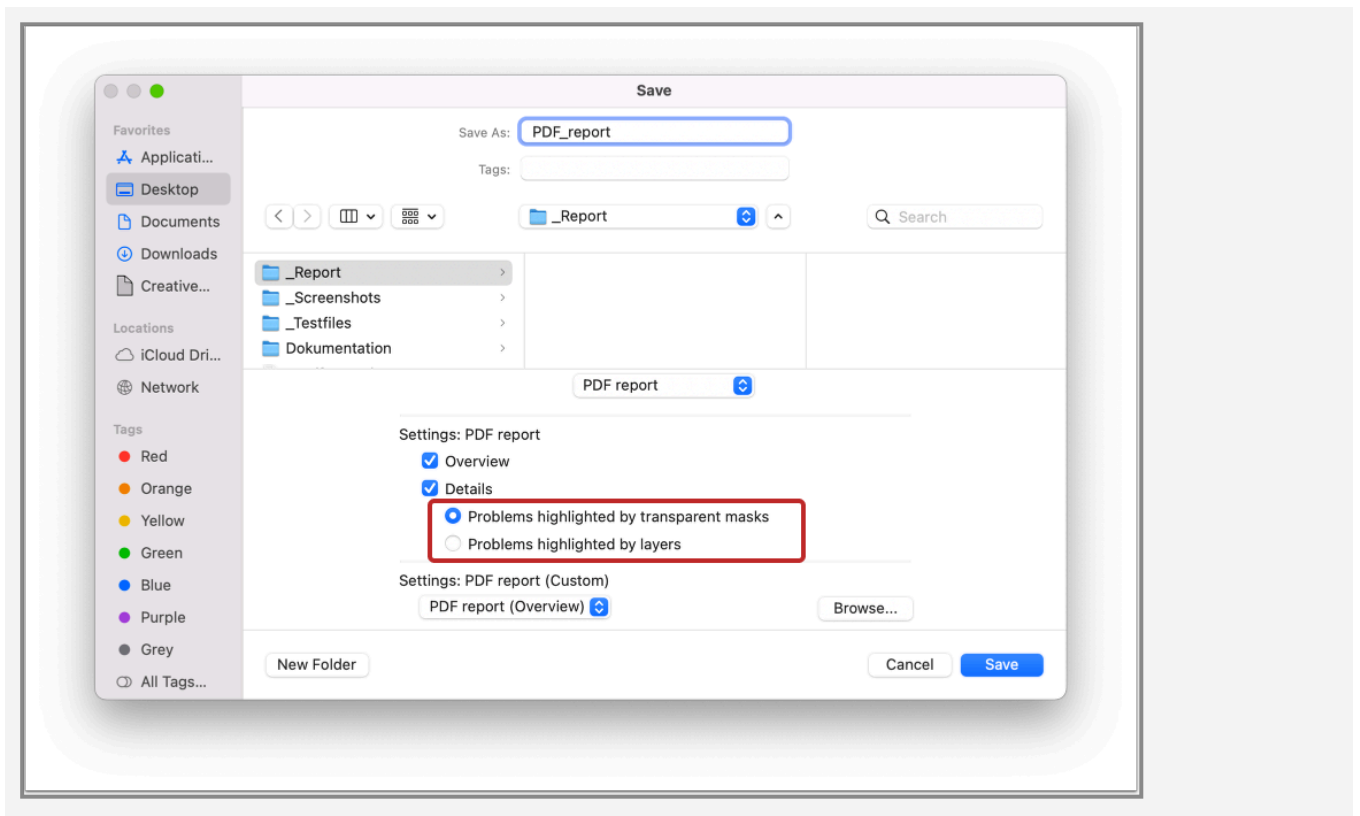 Save
Favorites
Applicati...
Desktop
Documents
Downloads
Creative...
Locations
iCloud Dri...
Network
Tags
Red
Orange
Yellow
Green
Blue
Purple
Grey
All Tags...
Save As: PDF_report
Tags:
_Report
Search
_Report
_Screenshots
_Testfiles
Dokumentation
PDF report
Settings: PDF report
Overview
Details
Problems highlighted by transparent masks
Problems highlighted by layers
Settings: PDF report (Custom)
PDF report (Overview)
Browse...
New Folder
Cancel
Save